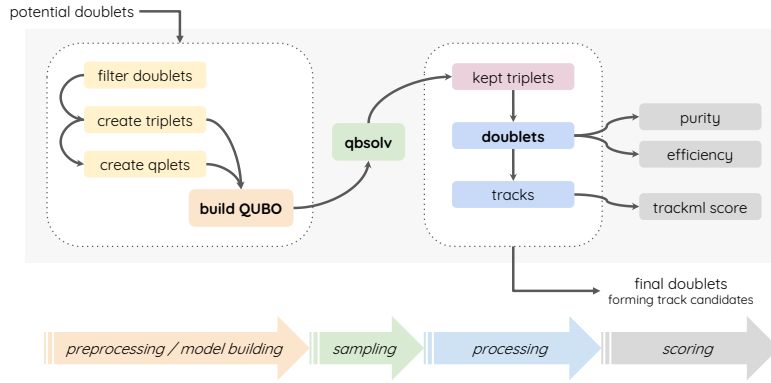 potential doublets
filter doublets
create triplets
create qplets
build QUBO
qbsolv
kept triplets
doublets
tracks
purity
efficiency
trackml score
final doublets
forming track candidates
preprocessing / model building
sampling
processing
scoring